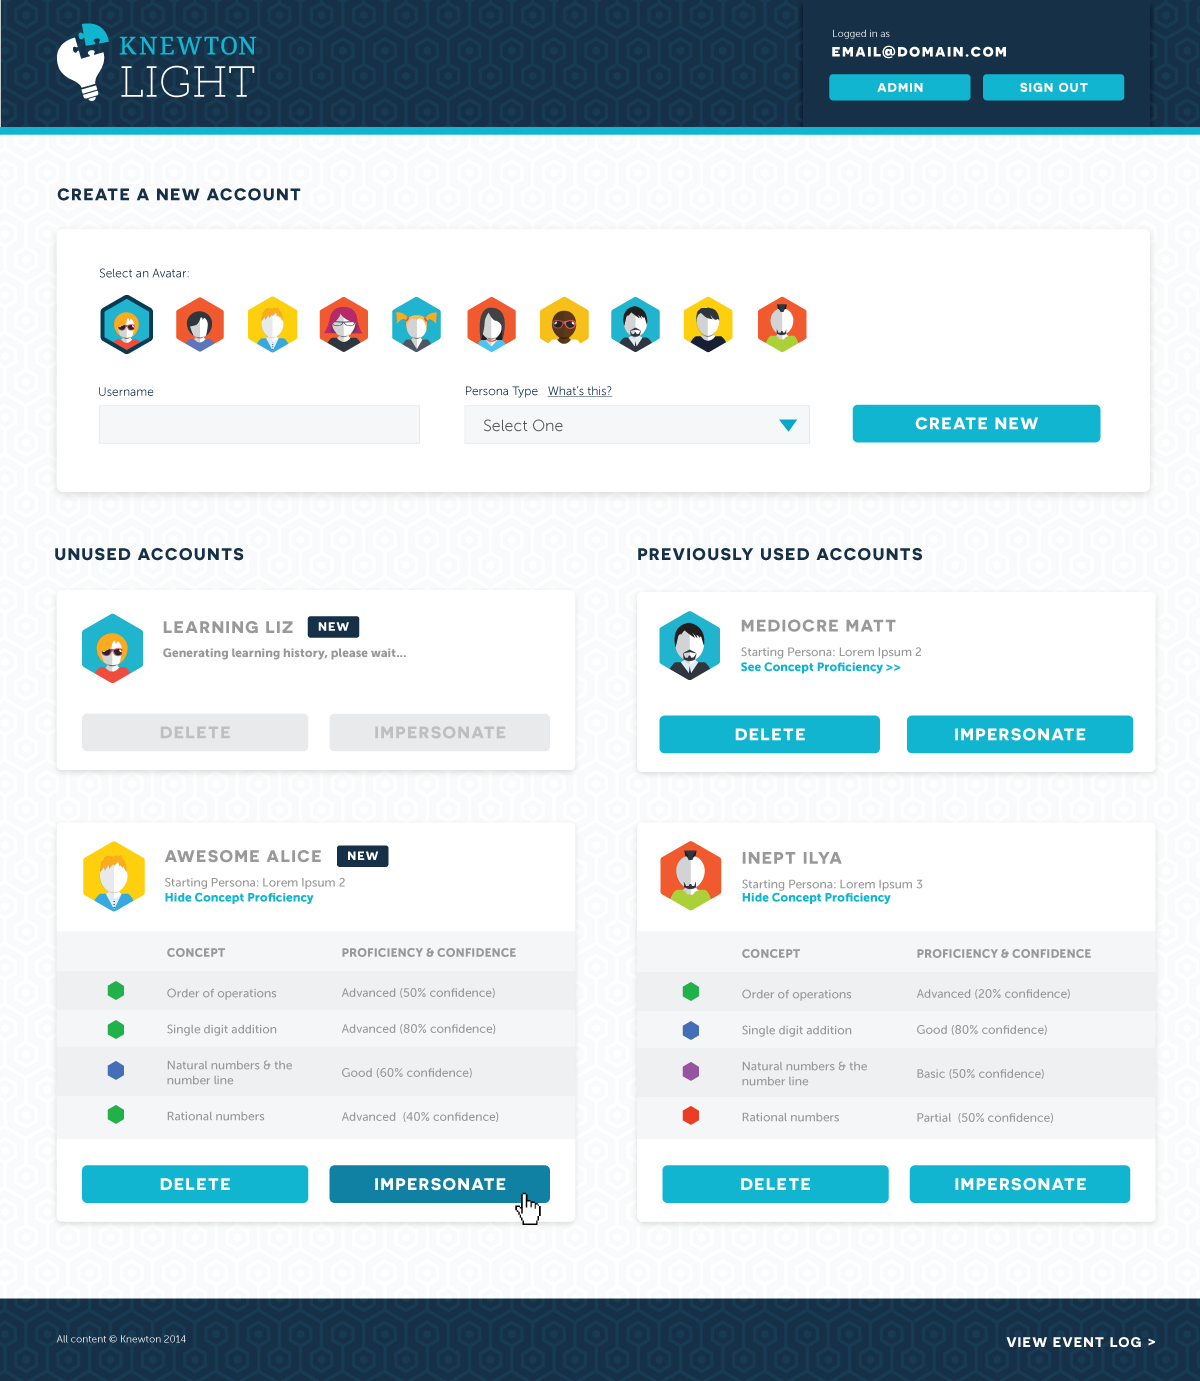 KNEWTON
LIGHT
Logged in as
EMAIL@DOMAIN.COM
ADMIN
SIGN OUT
CREATE A NEW ACCOUNT
Select an Avatar:
Username
Persona Type What's this?
Select One
CREATE NEW
UNUSED ACCOUNTS
LEARNING LIZ NEW
Generating learning history, please wait...
DELETE
IMPERSONATE
AWESOME ALICE NEW
Starting Persona: Lorem Ipsum 2
Hide Concept Proficiency
CONCEPT PROFICIENCY & CONFIDENCE
Order of operations Advanced (50% confidence)
Single digit addition Advanced (80% confidence)
Natural numbers & the
number line Good (60% confidence)
Rational numbers Advanced (40% confidence)
DELETE
IMPERSONATE
PREVIOUSLY USED ACCOUNTS
MEDIOCRE MATT
Starting Persona: Lorem Ipsum 2
See Concept Proficiency >>
DELETE
IMPERSONATE
INEPT ILYA
Starting Persona: Lorem Ipsum 3
Hide Concept Proficiency
CONCEPT PROFICIENCY & CONFIDENCE
Order of operations Advanced (20% confidence)
Single digit addition Good (80% confidence)
Natural numbers & the
number line Basic (50% confidence)
Rational numbers Partial (50% confidence)
DELETE
IMPERSONATE
All content © Knewton 2014
VIEW EVENT LOG >